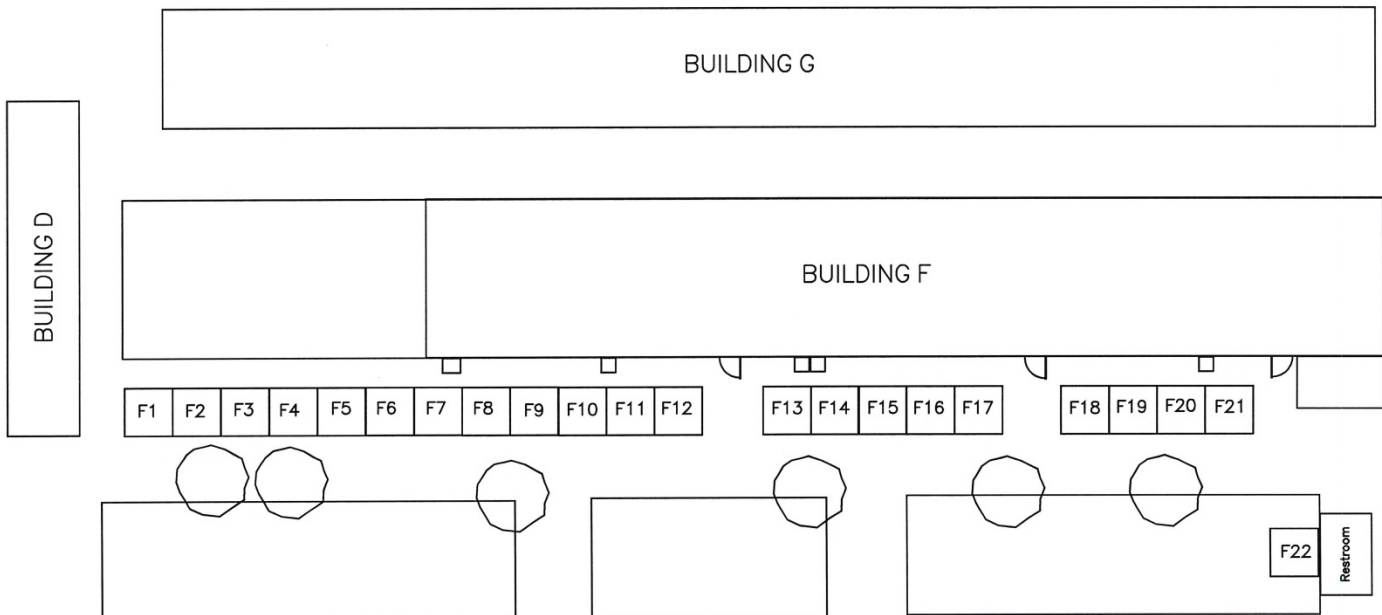 BUILDING G
BUILDING D
BUILDING F
F1 F2 F3 F4 F5 F6 F7 F8 F9 F10 F11 F12 F13 F14 F15 F16 F17 F18 F19 F20 F21
F22 Restroom